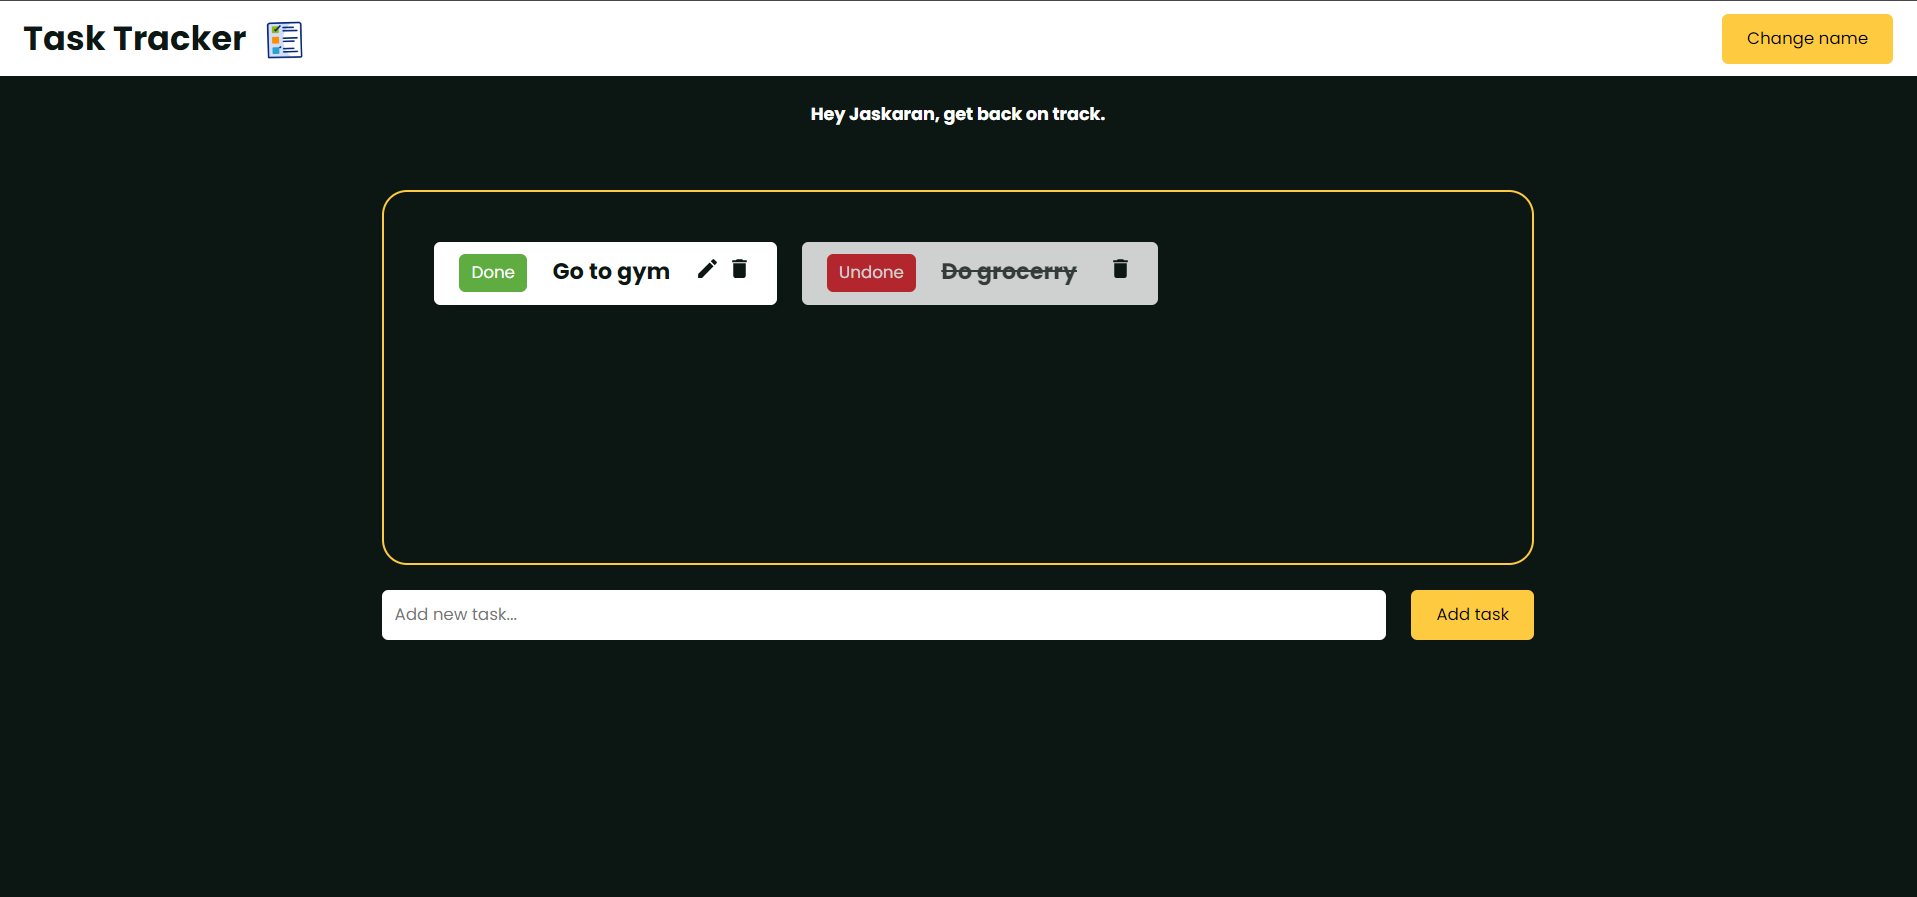 Task Tracker
Change name
Hey Jaskaran, get back on track.
Done
Go to gym
Undone
Do grocerry
Add new task...
Add task